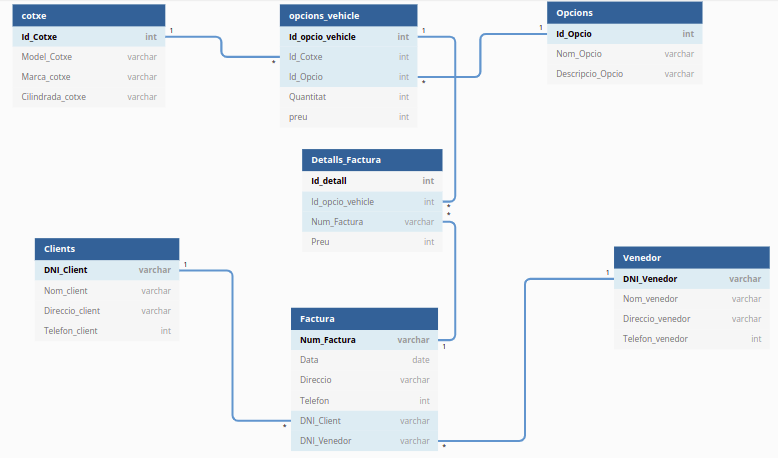 cotxe
Id_Cotxe int
Model_Cotxe varchar
Marca_cotxe varchar
Cilindrada_cotxe varchar
1
*
opcions_vehicle
Id_opcio_vehicle int
Id_Cotxe int
Id_Opcio int
Quantitat int
preu int
1
*
Opcions
Id_Opcio int
Nom_Opcio varchar
Descripcio_Opcio varchar
1
Detalls_Factura
Id_detall int
Id_opcio_vehicle int
Num_Factura varchar
Preu int
*
*
Clients
DNI_Client varchar
Nom_client varchar
Direccio_client varchar
Telefon_client int
1
Venedor
DNI_Venedor varchar
Nom_venedor varchar
Direccio_venedor varchar
Telefon_venedor int
1
Factura
Num_Factura varchar
Data date
Direccio varchar
Telefon int
DNI_Client varchar
DNI_Venedor varchar
1
*
*